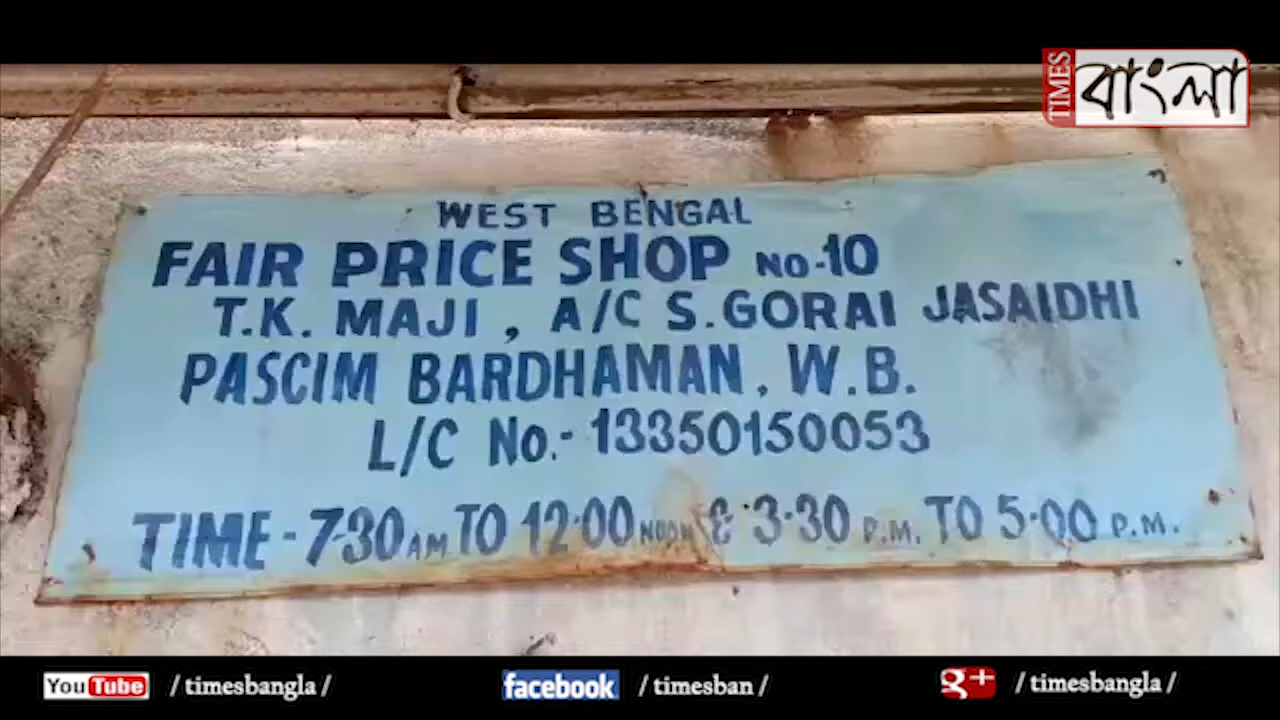 TIMES বাংলা
WEST BENGAL
FAIR PRICE SHOP No-10
T.K. MAJI, A/C S. GORAI JASAIDHI
PASCIM BARDHAMAN, W.B.
L/C No.- 13350150053
TIME - 7-30 AM TO 12·00 NOON & 3·30 P.M. TO 5·00 P.M.
YouTube / timesbangla / facebook / timesban / g+ / timesbangla /